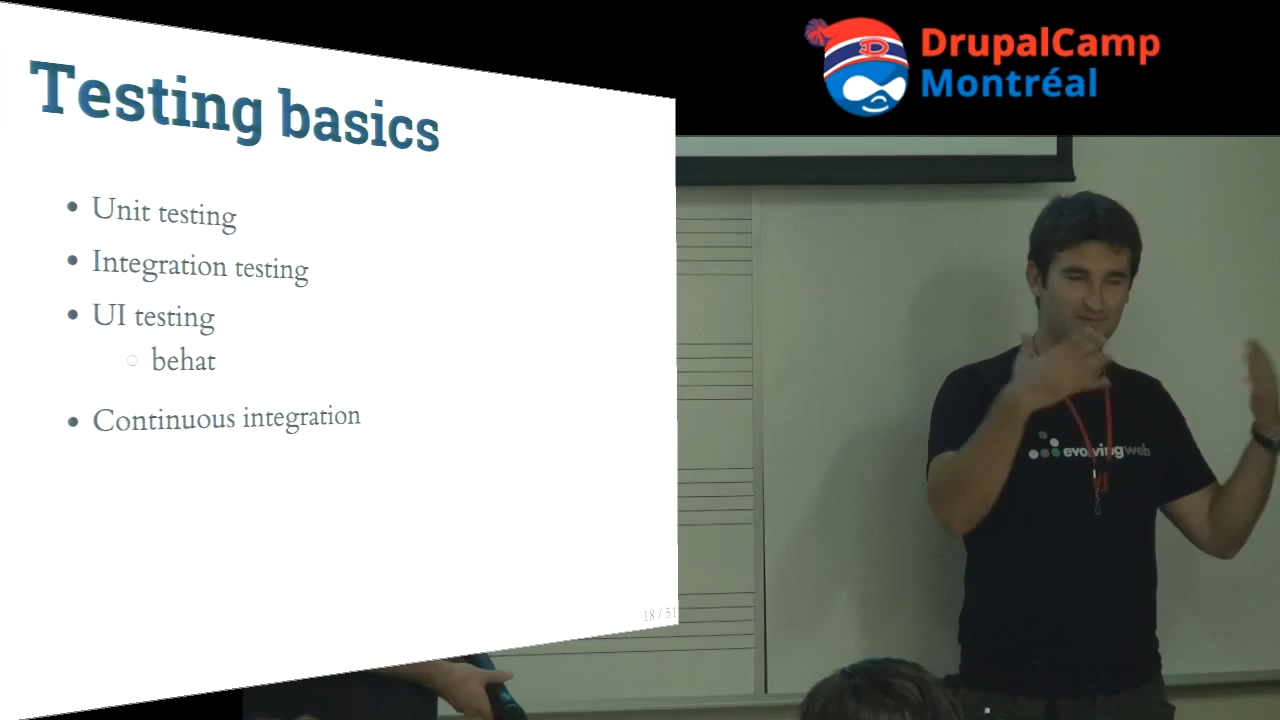 Testing basics
Unit testing
Integration testing
UI testing
behat
Continuous integration
18 / 51
DrupalCamp
Montréal
evolvingweb